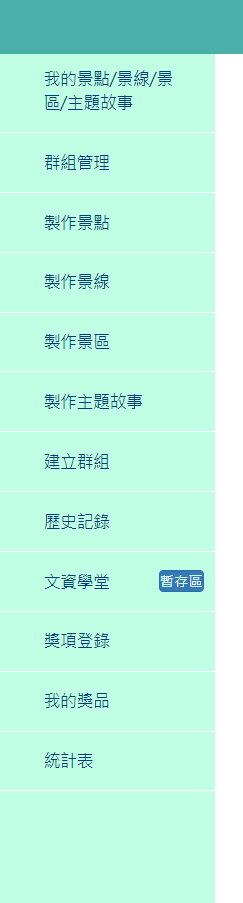 我的景點/景線/景
區/主題故事
群組管理
製作景點
製作景線
製作景區
製作主題故事
建立群組
歷史記錄
文資學堂 暫存區
獎項登錄
我的獎品
統計表